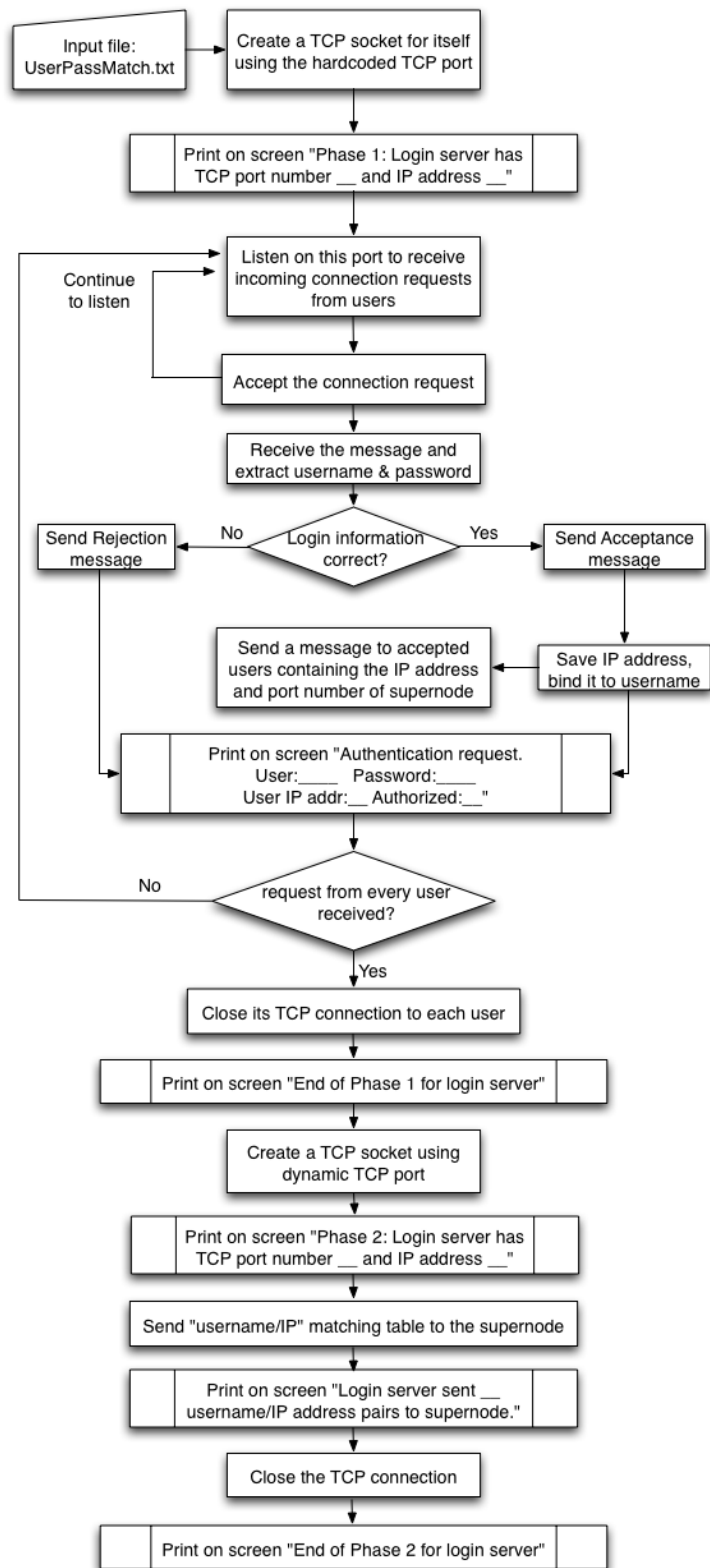 Input file:
UserPassMatch.txt
Create a TCP socket for itself
using the hardcoded TCP port
Print on screen "Phase 1: Login server has
TCP port number __ and IP address __"
Listen on this port to receive
incoming connection requests
from users
Continue
to listen
Accept the connection request
Receive the message and
extract username & password
Login information
correct?
No
Yes
Send Rejection
message
Send Acceptance
message
Save IP address,
bind it to username
Send a message to accepted
users containing the IP address
and port number of supernode
Print on screen "Authentication request.
User:____ Password:____
User IP addr:__ Authorized:__"
request from every user
received?
No
Yes
Close its TCP connection to each user
Print on screen "End of Phase 1 for login server"
Create a TCP socket using
dynamic TCP port
Print on screen "Phase 2: Login server has
TCP port number __ and IP address __"
Send "username/IP" matching table to the supernode
Print on screen "Login server sent __
username/IP address pairs to supernode."
Close the TCP connection
Print on screen "End of Phase 2 for login server"